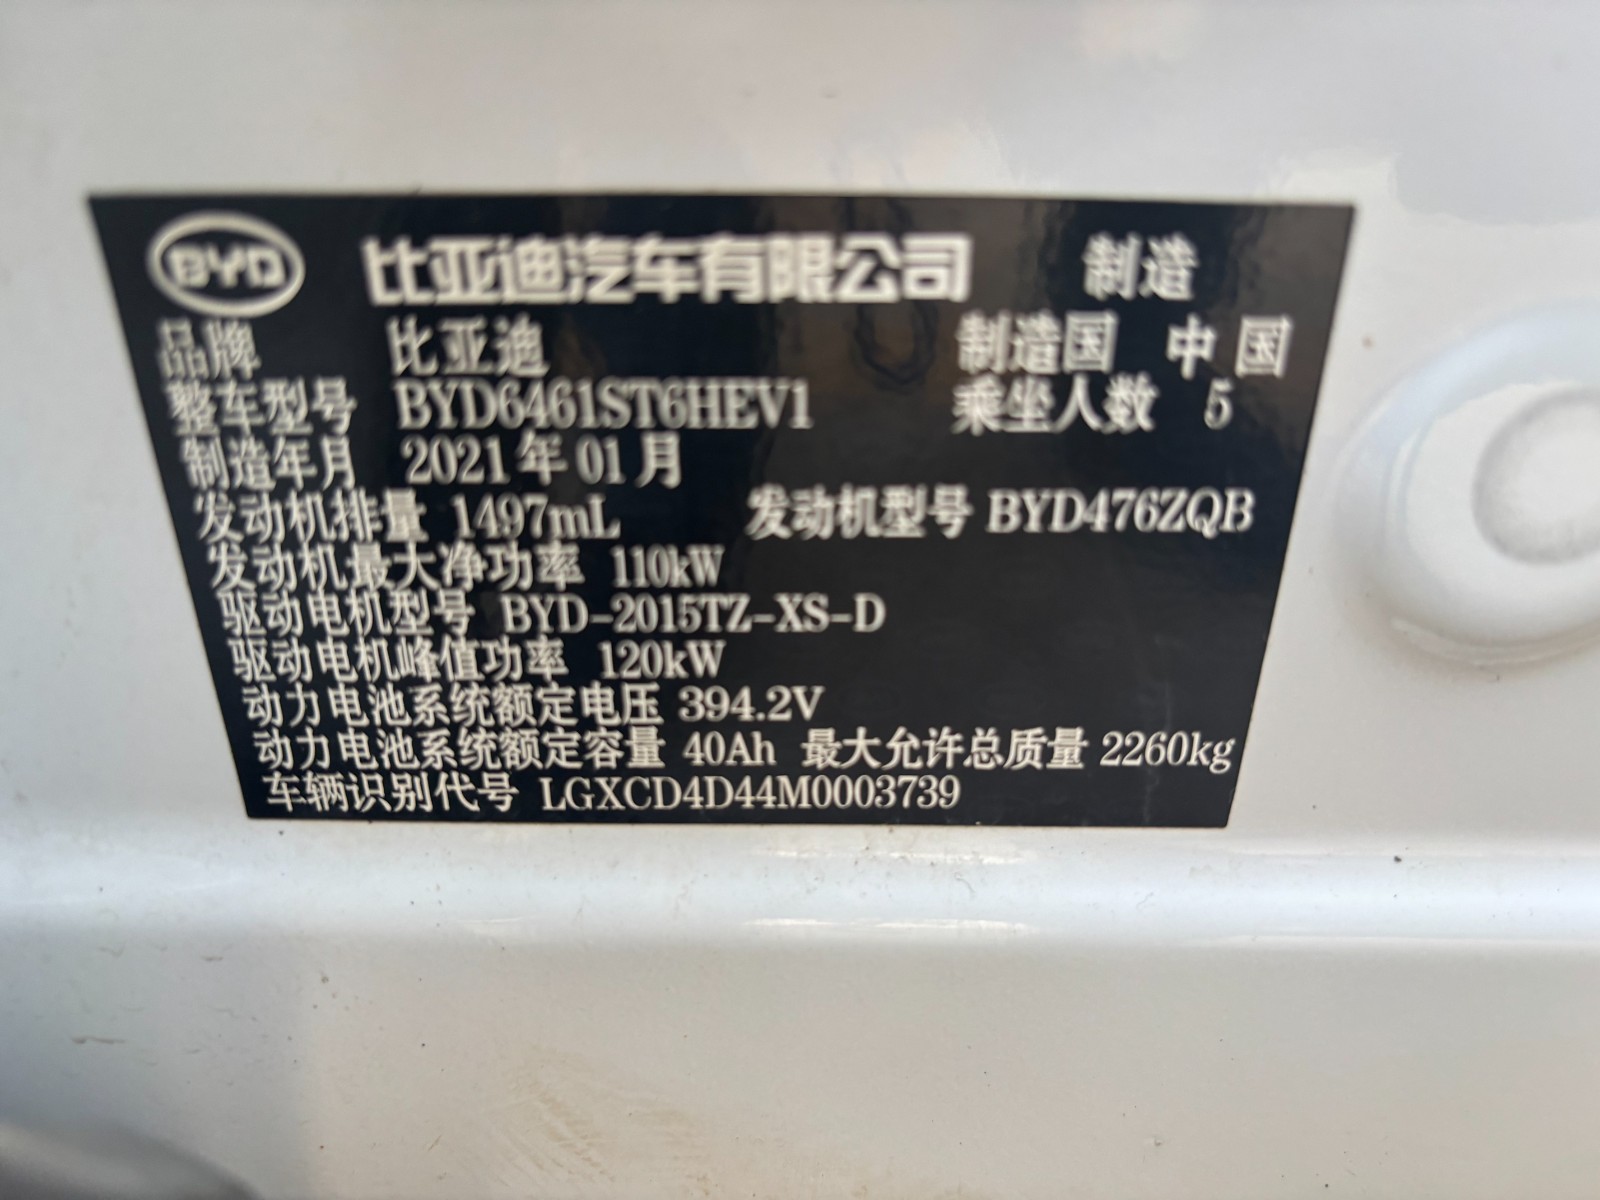 BYD 比亚迪汽车有限公司 制造
品牌 比亚迪 制造国 中国
整车型号 BYD6461ST6HEV1 乘坐人数 5
制造年月 2021年01月
发动机排量 1497mL 发动机型号 BYD476ZQB
发动机最大净功率 110kW
驱动电机型号 BYD-2015TZ-XS-D
驱动电机峰值功率 120kW
动力电池系统额定电压 394.2V
动力电池系统额定容量 40Ah 最大允许总质量 2260kg
车辆识别代号 LGXCD4D44M0003739